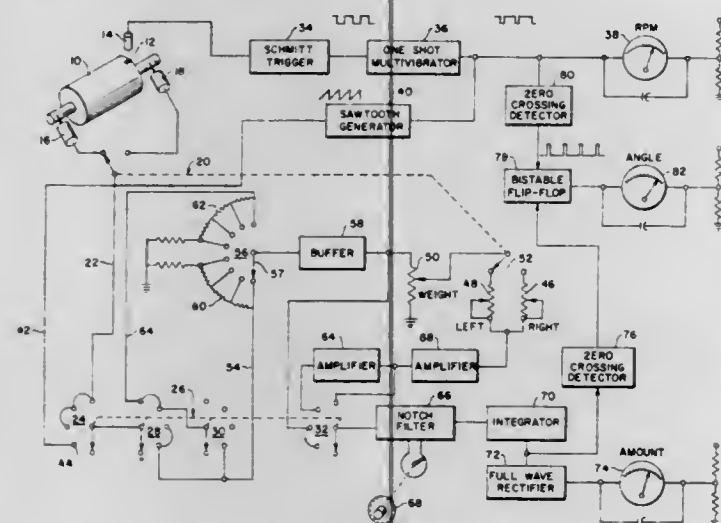 34
36
RPM
14
12
38
10
SCHMITT TRIGGER
ONE SHOT MULTIVIBRATOR
18
80
40
ZERO CROSSING DETECTOR
16
SAWTOOTH GENERATOR
20
78
ANGLE
82
BISTABLE FLIP-FLOP
62
58
22
56
BUFFER
50
52
57
48
46
WEIGHT
60
42
64
LEFT
RIGHT
64
68
76
54
AMPLIFIER
AMPLIFIER
ZERO CROSSING DETECTOR
26
66
70
24
NOTCH FILTER
INTEGRATOR
28
30
32
AMOUNT
44
72
74
FULL WAVE RECTIFIER
68